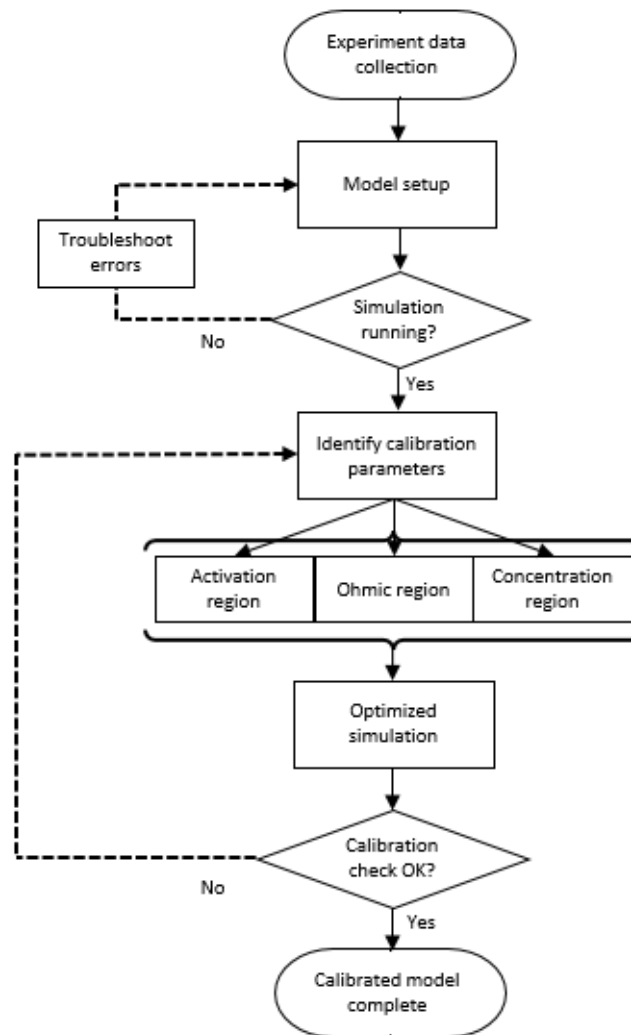 Experiment data
collection
Model setup
Troubleshoot
errors
Simulation
running?
No
Yes
Identify calibration
parameters
Activation
region
Ohmic region
Concentration
region
Optimized
simulation
Calibration
check OK?
No
Yes
Calibrated model
complete